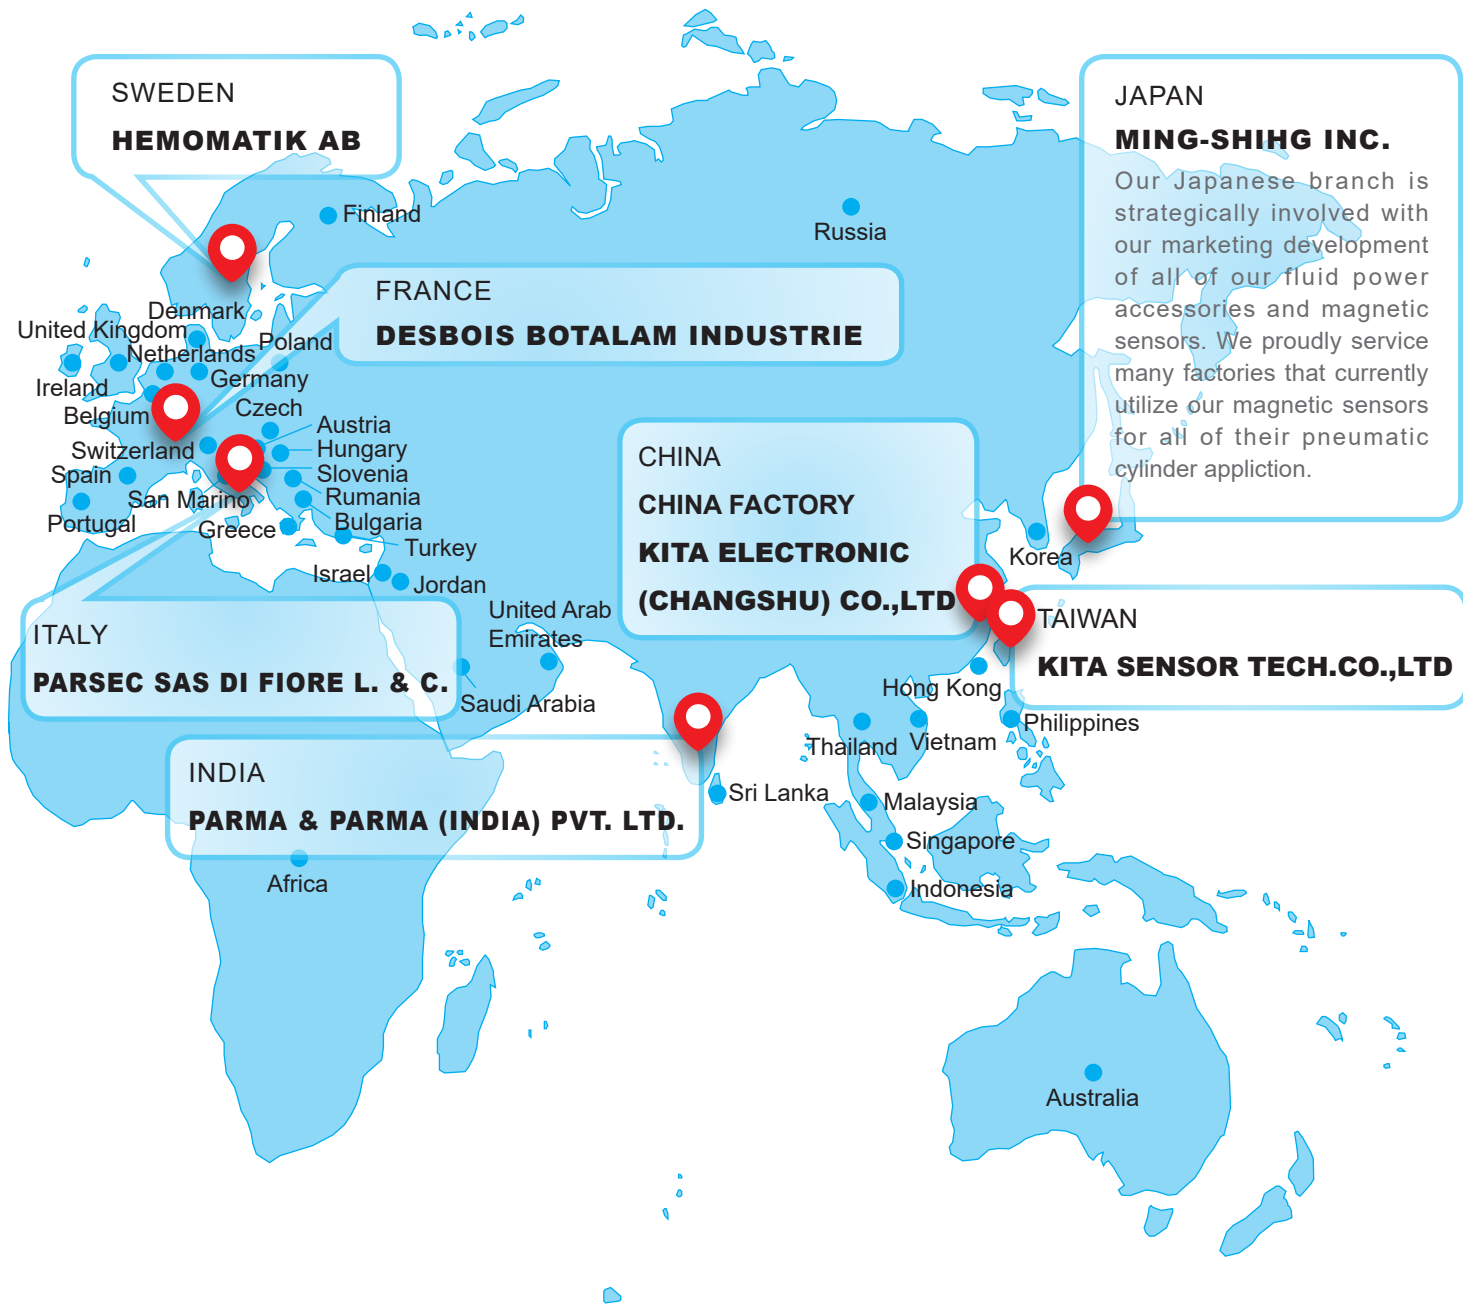 SWEDEN
HEMOMATIK AB
JAPAN
MING-SHIHG INC.
Our Japanese branch is
strategically involved with
our marketing development
of all of our fluid power
accessories and magnetic
sensors. We proudly service
many factories that currently
utilize our magnetic sensors
for all of their pneumatic
cylinder appliction.
Finland
Russia
FRANCE
DESBOIS BOTALAM INDUSTRIE
Denmark
United Kingdom
Netherlands
Poland
Ireland
Germany
Belgium
Czech
Austria
Switzerland
Hungary
Spain
Slovenia
San Marino
Rumania
Portugal
Greece
Bulgaria
Turkey
Israel
Jordan
CHINA
CHINA FACTORY
KITA ELECTRONIC
(CHANGSHU) CO.,LTD
Korea
United Arab
Emirates
TAIWAN
KITA SENSOR TECH.CO.,LTD
ITALY
PARSEC SAS DI FIORE L. & C.
Saudi Arabia
Hong Kong
Philippines
Thailand
Vietnam
INDIA
PARMA & PARMA (INDIA) PVT. LTD.
Sri Lanka
Malaysia
Singapore
Africa
Indonesia
Australia